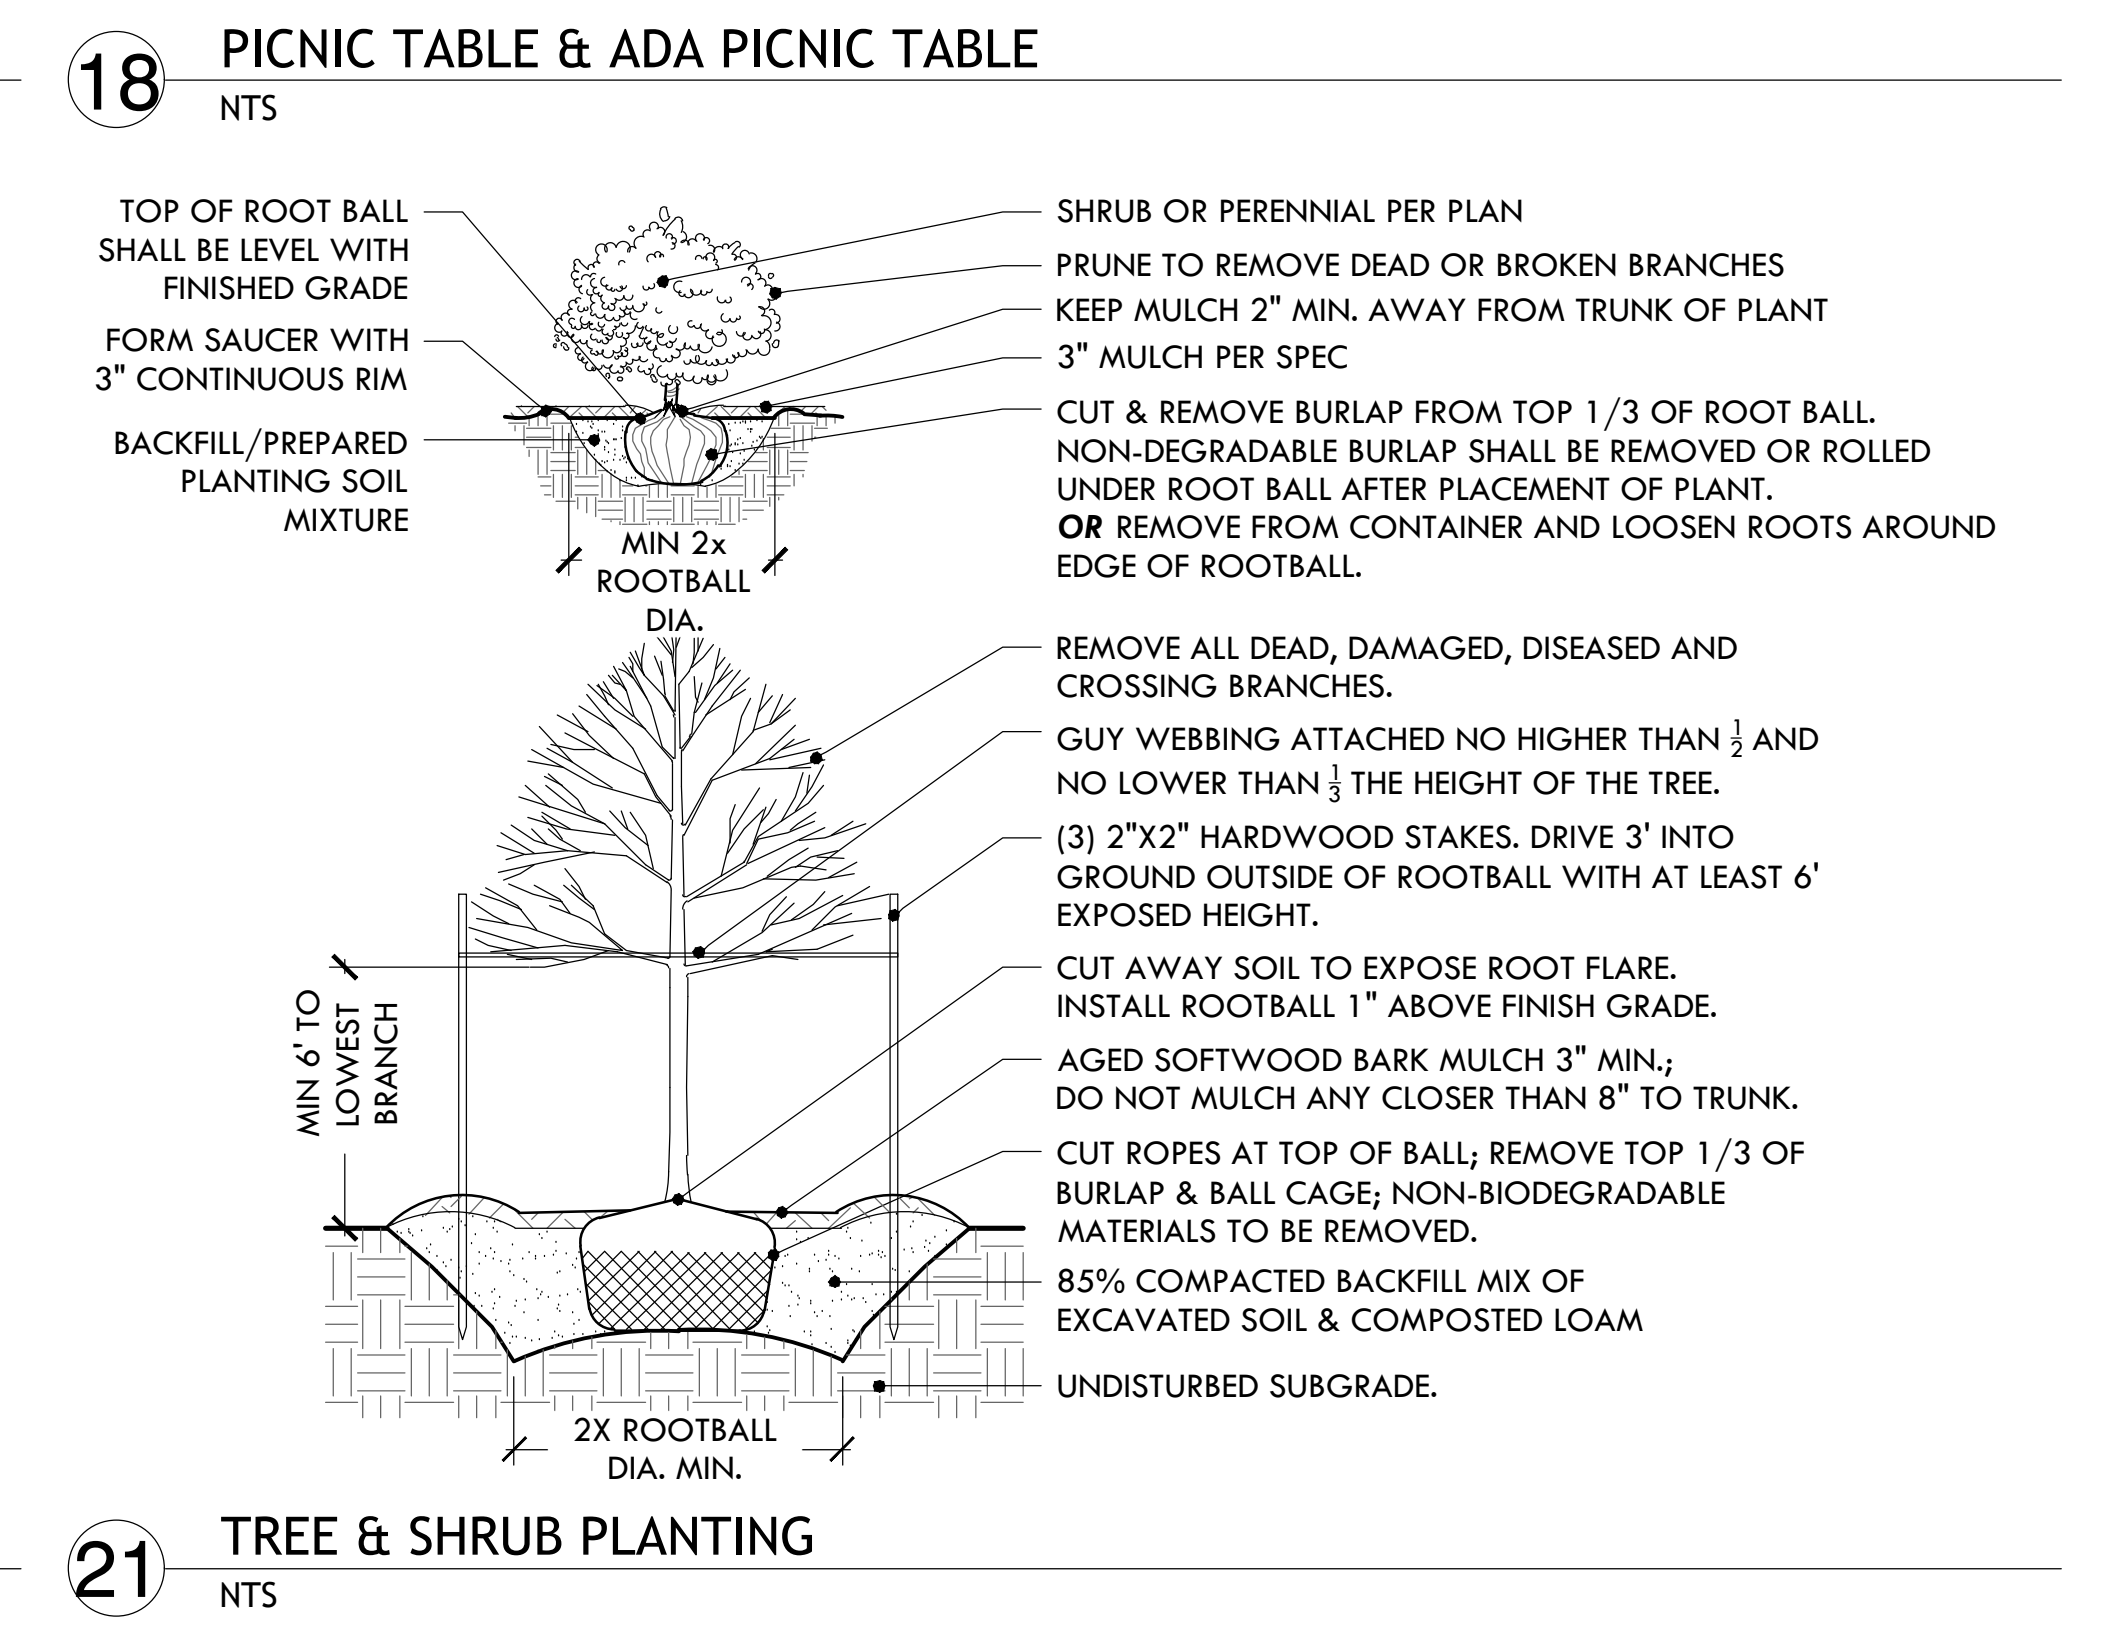 18
PICNIC TABLE & ADA PICNIC TABLE
NTS
TOP OF ROOT BALL
SHALL BE LEVEL WITH
FINISHED GRADE
FORM SAUCER WITH
3" CONTINUOUS RIM
BACKFILL/PREPARED
PLANTING SOIL
MIXTURE
MIN 2x
ROOTBALL
DIA.
SHRUB OR PERENNIAL PER PLAN
PRUNE TO REMOVE DEAD OR BROKEN BRANCHES
KEEP MULCH 2" MIN. AWAY FROM TRUNK OF PLANT
3" MULCH PER SPEC
CUT & REMOVE BURLAP FROM TOP 1/3 OF ROOT BALL.
NON-DEGRADABLE BURLAP SHALL BE REMOVED OR ROLLED
UNDER ROOT BALL AFTER PLACEMENT OF PLANT.
OR REMOVE FROM CONTAINER AND LOOSEN ROOTS AROUND
EDGE OF ROOTBALL.
REMOVE ALL DEAD, DAMAGED, DISEASED AND
CROSSING BRANCHES.
GUY WEBBING ATTACHED NO HIGHER THAN 1/2 AND
NO LOWER THAN 1/3 THE HEIGHT OF THE TREE.
(3) 2"X2" HARDWOOD STAKES. DRIVE 3' INTO
GROUND OUTSIDE OF ROOTBALL WITH AT LEAST 6'
EXPOSED HEIGHT.
CUT AWAY SOIL TO EXPOSE ROOT FLARE.
INSTALL ROOTBALL 1" ABOVE FINISH GRADE.
AGED SOFTWOOD BARK MULCH 3" MIN.;
DO NOT MULCH ANY CLOSER THAN 8" TO TRUNK.
CUT ROPES AT TOP OF BALL; REMOVE TOP 1/3 OF
BURLAP & BALL CAGE; NON-BIODEGRADABLE
MATERIALS TO BE REMOVED.
85% COMPACTED BACKFILL MIX OF
EXCAVATED SOIL & COMPOSTED LOAM
UNDISTURBED SUBGRADE.
MIN 6' TO
LOWEST
BRANCH
2X ROOTBALL
DIA. MIN.
21
TREE & SHRUB PLANTING
NTS